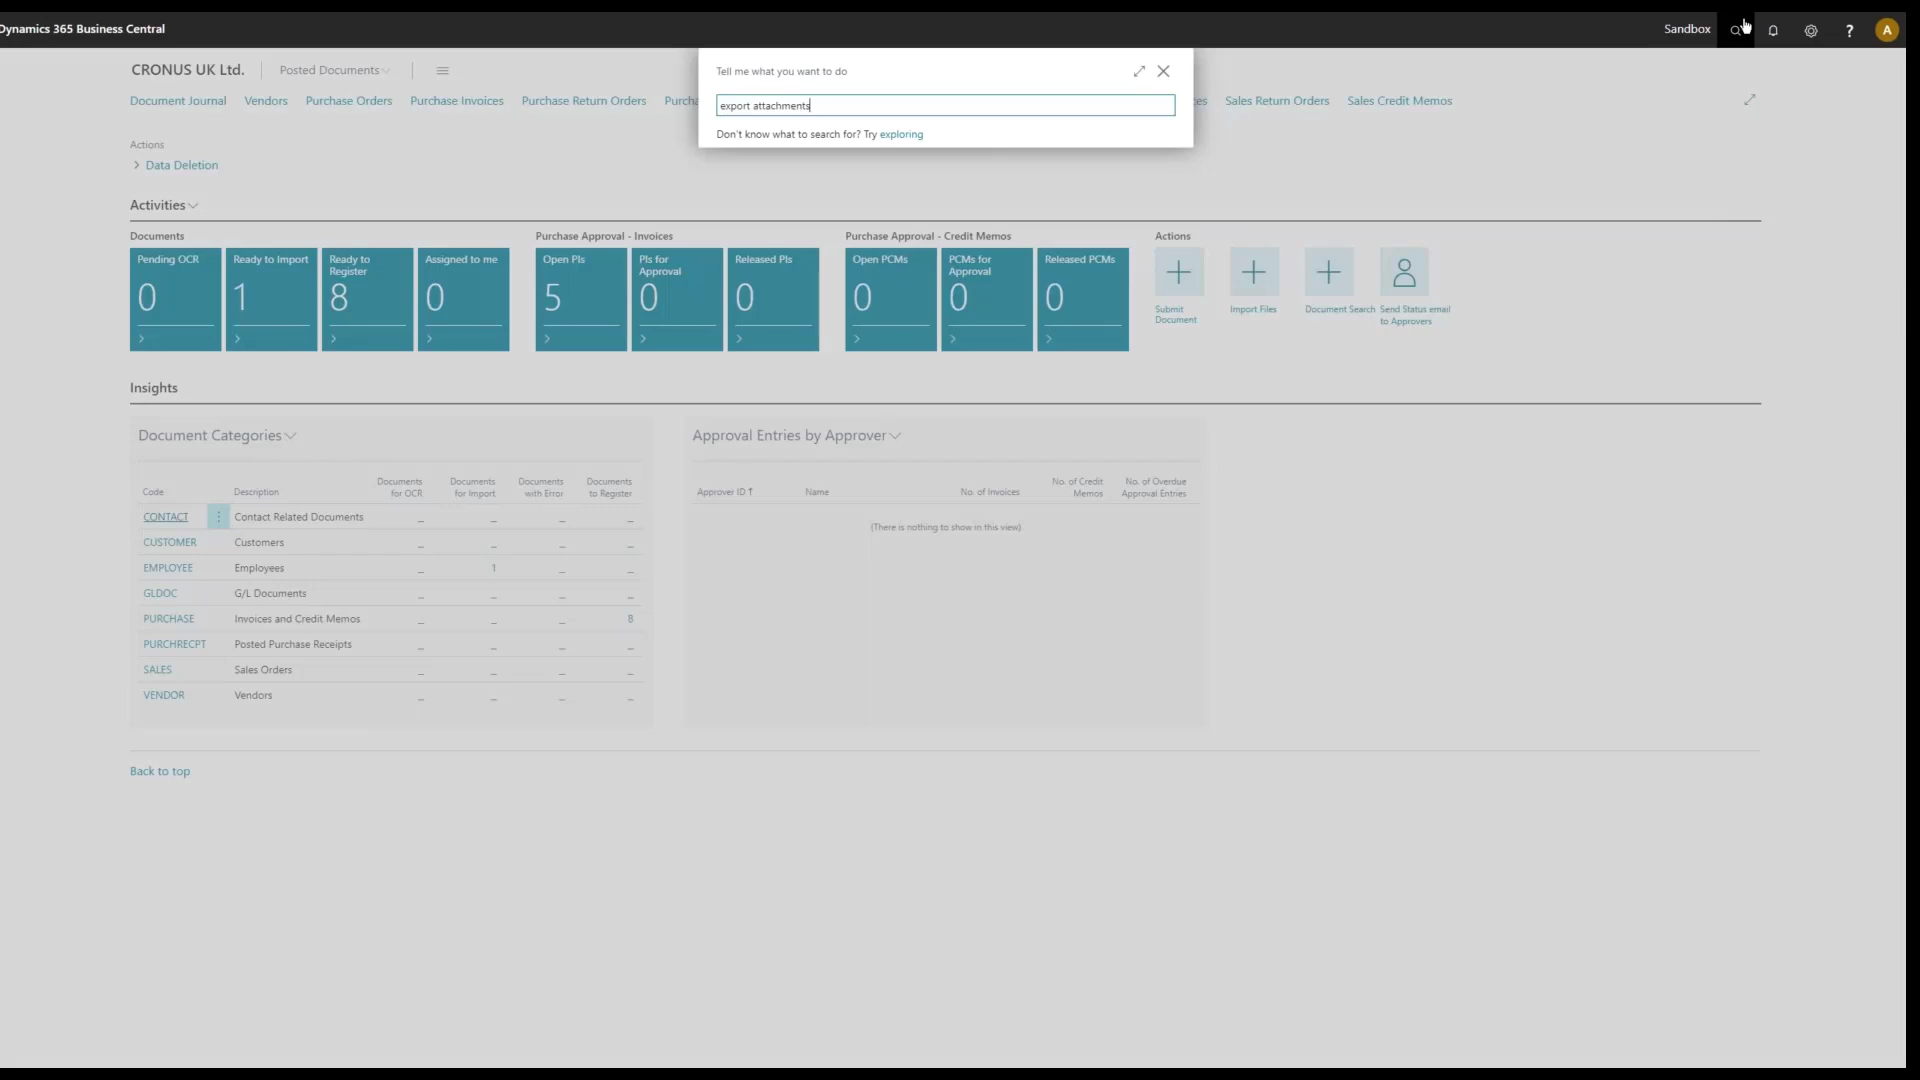 Dynamics 365 Business Central
Sandbox
A
CRONUS UK Ltd.
Posted Documents
Tell me what you want to do
export attachments
Don't know what to search for? Try exploring
Document Journal
Vendors
Purchase Orders
Purchase Invoices
Purchase Return Orders
Sales Return Orders
Sales Credit Memos
Actions
Data Deletion
Activities
Documents
Purchase Approval - Invoices
Purchase Approval - Credit Memos
Actions
Pending OCR
0
Ready to Import
1
Ready to
Register
8
Assigned to me
0
Open PIs
5
PIs for
Approval
0
Released PIs
0
Open PCMs
0
PCMs for
Approval
0
Released PCMs
0
Submit
Document
Import Files
Document Search
Send Status email
to Approvers
Insights
Document Categories
Code
Description
Documents
for OCR
Documents
for Import
Documents
with Error
Documents
to Register
CONTACT Contact Related Documents _ _ _ _
CUSTOMER Customers _ _ _ _
EMPLOYEE Employees _ 1 _ _
GLDOC G/L Documents _ _ _ _
PURCHASE Invoices and Credit Memos _ _ _ 8
PURCHRECPT Posted Purchase Receipts _ _ _ _
SALES Sales Orders _ _ _ _
VENDOR Vendors _ _ _ _
Approval Entries by Approver
Approver ID ↑
Name
No. of Invoices
No. of Credit
Memos
No. of Overdue
Approval Entries
(There is nothing to show in this view)
Back to top